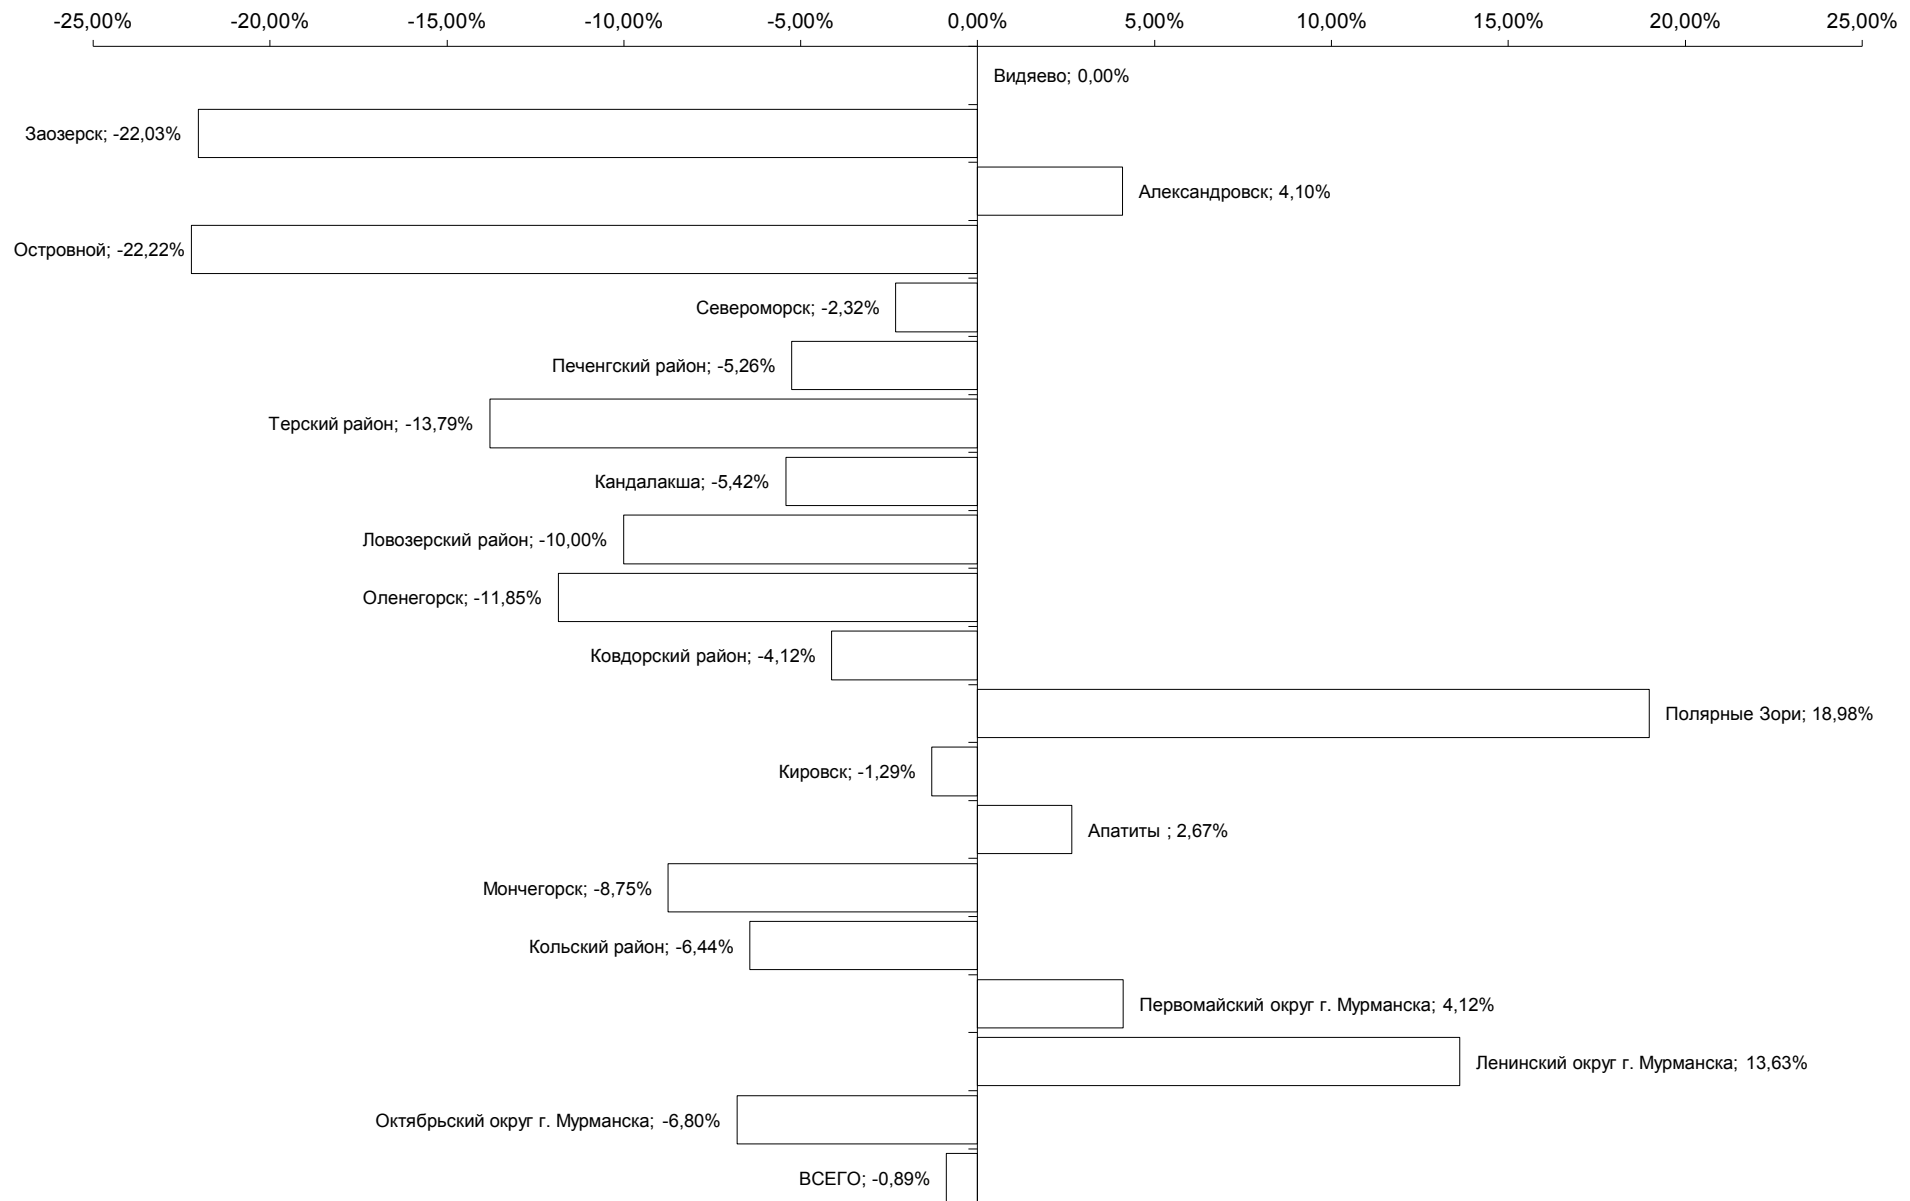 -25,00% -20,00% -15,00% -10,00% -5,00% 0,00% 5,00% 10,00% 15,00% 20,00% 25,00%
Видяево; 0,00%
Заозерск; -22,03%
Александровск; 4,10%
Островной; -22,22%
Североморск; -2,32%
Печенгский район; -5,26%
Терский район; -13,79%
Кандалакша; -5,42%
Ловозерский район; -10,00%
Оленегорск; -11,85%
Ковдорский район; -4,12%
Полярные Зори; 18,98%
Кировск; -1,29%
Апатиты ; 2,67%
Мончегорск; -8,75%
Кольский район; -6,44%
Первомайский округ г. Мурманска; 4,12%
Ленинский округ г. Мурманска; 13,63%
Октябрьский округ г. Мурманска; -6,80%
ВСЕГО; -0,89%